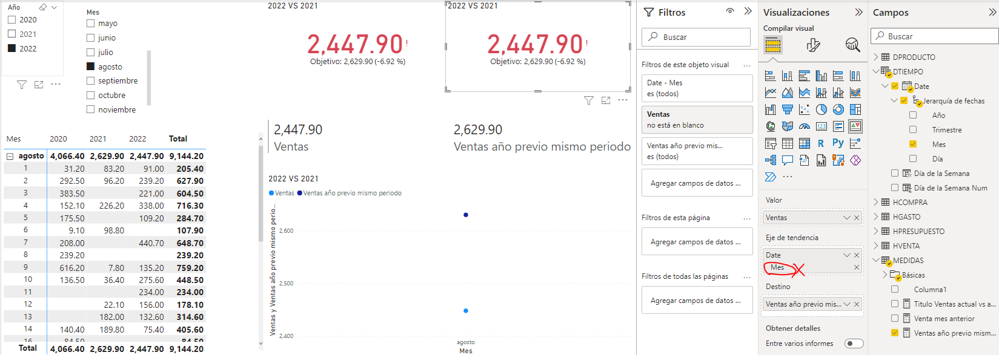 Año
2020
2021
2022
Mes
mayo
junio
julio
agosto
septiembre
octubre
noviembre
2022 VS 2021
2,447.90!
Objetivo: 2,629.90 (-6.92 %)
2022 VS 2021
2,447.90!
Objetivo: 2,629.90 (-6.92 %)
2,447.90
Ventas
2,629.90
Ventas año previo mismo periodo
Mes 2020 2021 2022 Total
agosto 4,066.40 2,629.90 2,447.90 9,144.20
1 31.20 83.20 91.00 205.40
2 292.50 96.20 239.20 627.90
3 383.50 221.00 604.50
4 152.10 226.20 338.00 716.30
5 175.50 109.20 284.70
6 9.10 98.80 107.90
7 208.00 440.70 648.70
8 239.20 239.20
9 616.20 7.80 135.20 759.20
10 136.50 36.40 275.60 448.50
11 234.00 234.00
12 22.10 156.00 178.10
13 182.00 132.60 314.60
14 140.40 189.80 75.40 405.60
Total 4,066.40 2,629.90 2,447.90 9,144.20
2022 VS 2021
Ventas Ventas año previo mismo periodo
Ventas y Ventas año previo mismo perio...
2,600
2,500
2,400
agosto
Mes
Filtros
Buscar
Filtros de este objeto visual ...
Date - Mes
es (todos)
Ventas
no está en blanco
Ventas año previo mis...
es (todos)
Agregar campos de datos ...
Filtros de esta página ...
Agregar campos de datos ...
Filtros de todas las páginas ...
Agregar campos de datos ...
Visualizaciones
Compilar visual
123
R
Py
...
Valor
Ventas
Eje de tendencia
Date
Mes
Destino
Ventas año previo mis...
Obtener detalles
Entre varios informes
Campos
Buscar
DPRODUCTO
DTIEMPO
Date
Jerarquía de fechas
Año
Trimestre
Mes
Día
Día de la Semana
Día de la Semana Num
HCOMPRA
HGASTO
HPRESUPUESTO
HVENTA
MEDIDAS
Básicas
Columna1
Titulo Ventas actual vs a...
Venta mes anterior
Ventas año previo mism...